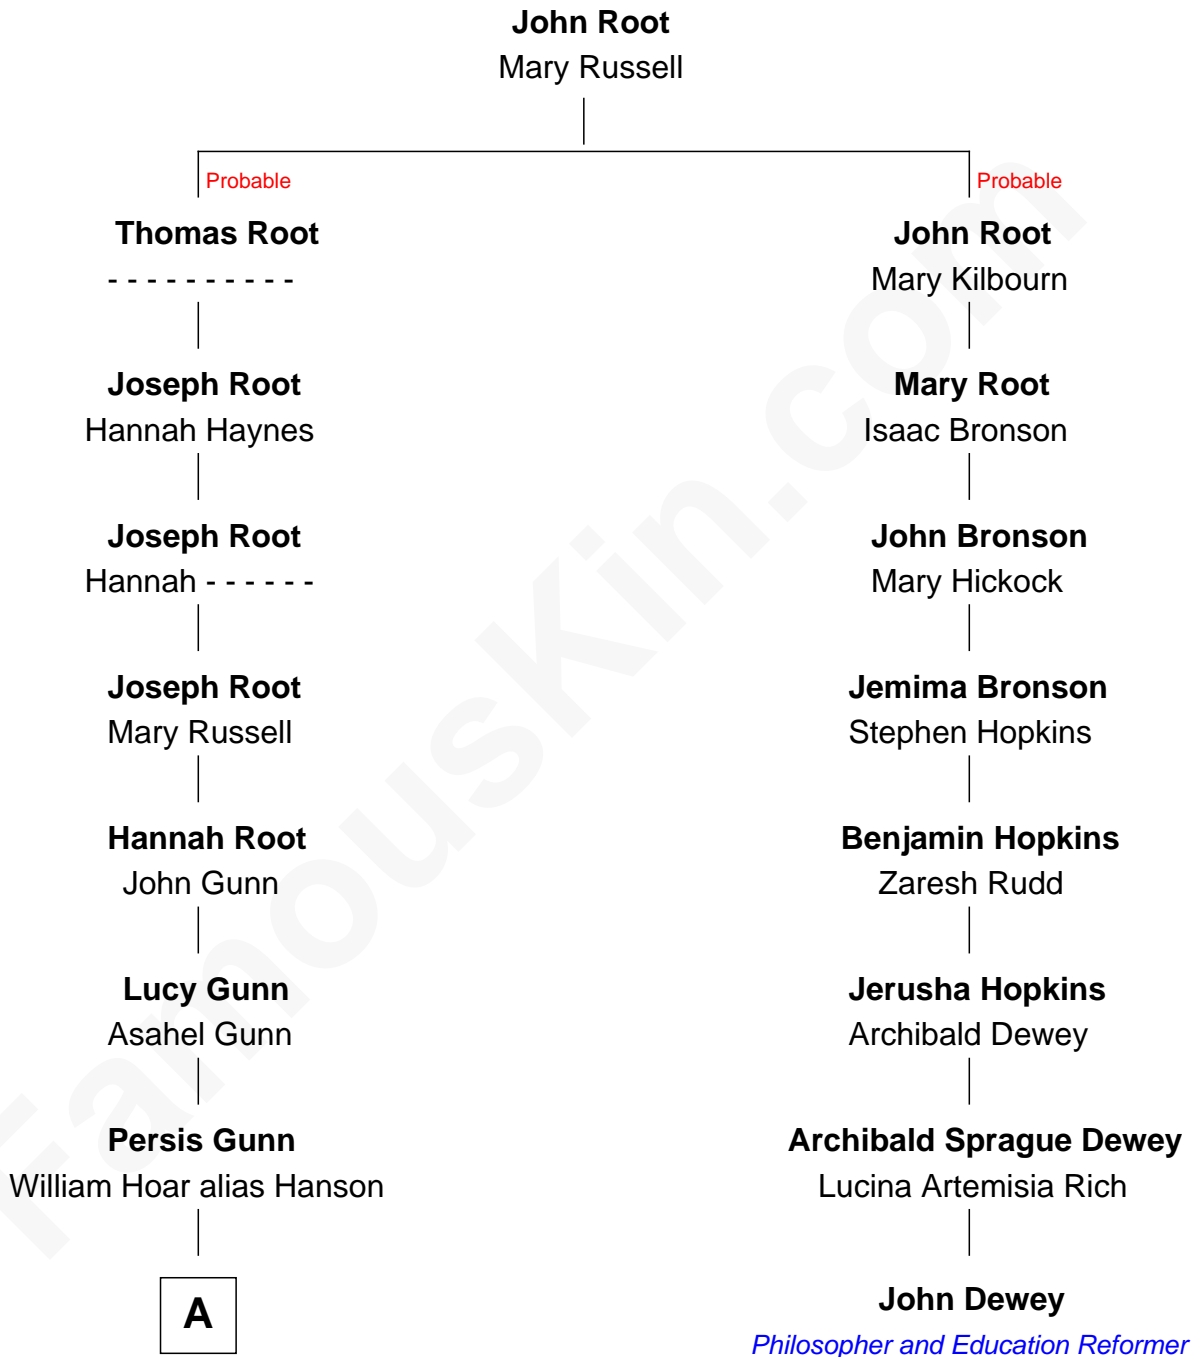 John Root
Mary Russell
Probable
Probable
Thomas Root
- - - - - - - - - -
John Root
Mary Kilbourn
Joseph Root
Hannah Haynes
Mary Root
Isaac Bronson
Joseph Root
Hannah - - - - - -
John Bronson
Mary Hickock
Joseph Root
Mary Russell
Jemima Bronson
Stephen Hopkins
Hannah Root
John Gunn
Benjamin Hopkins
Zaresh Rudd
Lucy Gunn
Asahel Gunn
Jerusha Hopkins
Archibald Dewey
Persis Gunn
William Hoar alias Hanson
Archibald Sprague Dewey
Lucina Artemisia Rich
A
John Dewey
Philosopher and Education Reformer
FamousKin.com